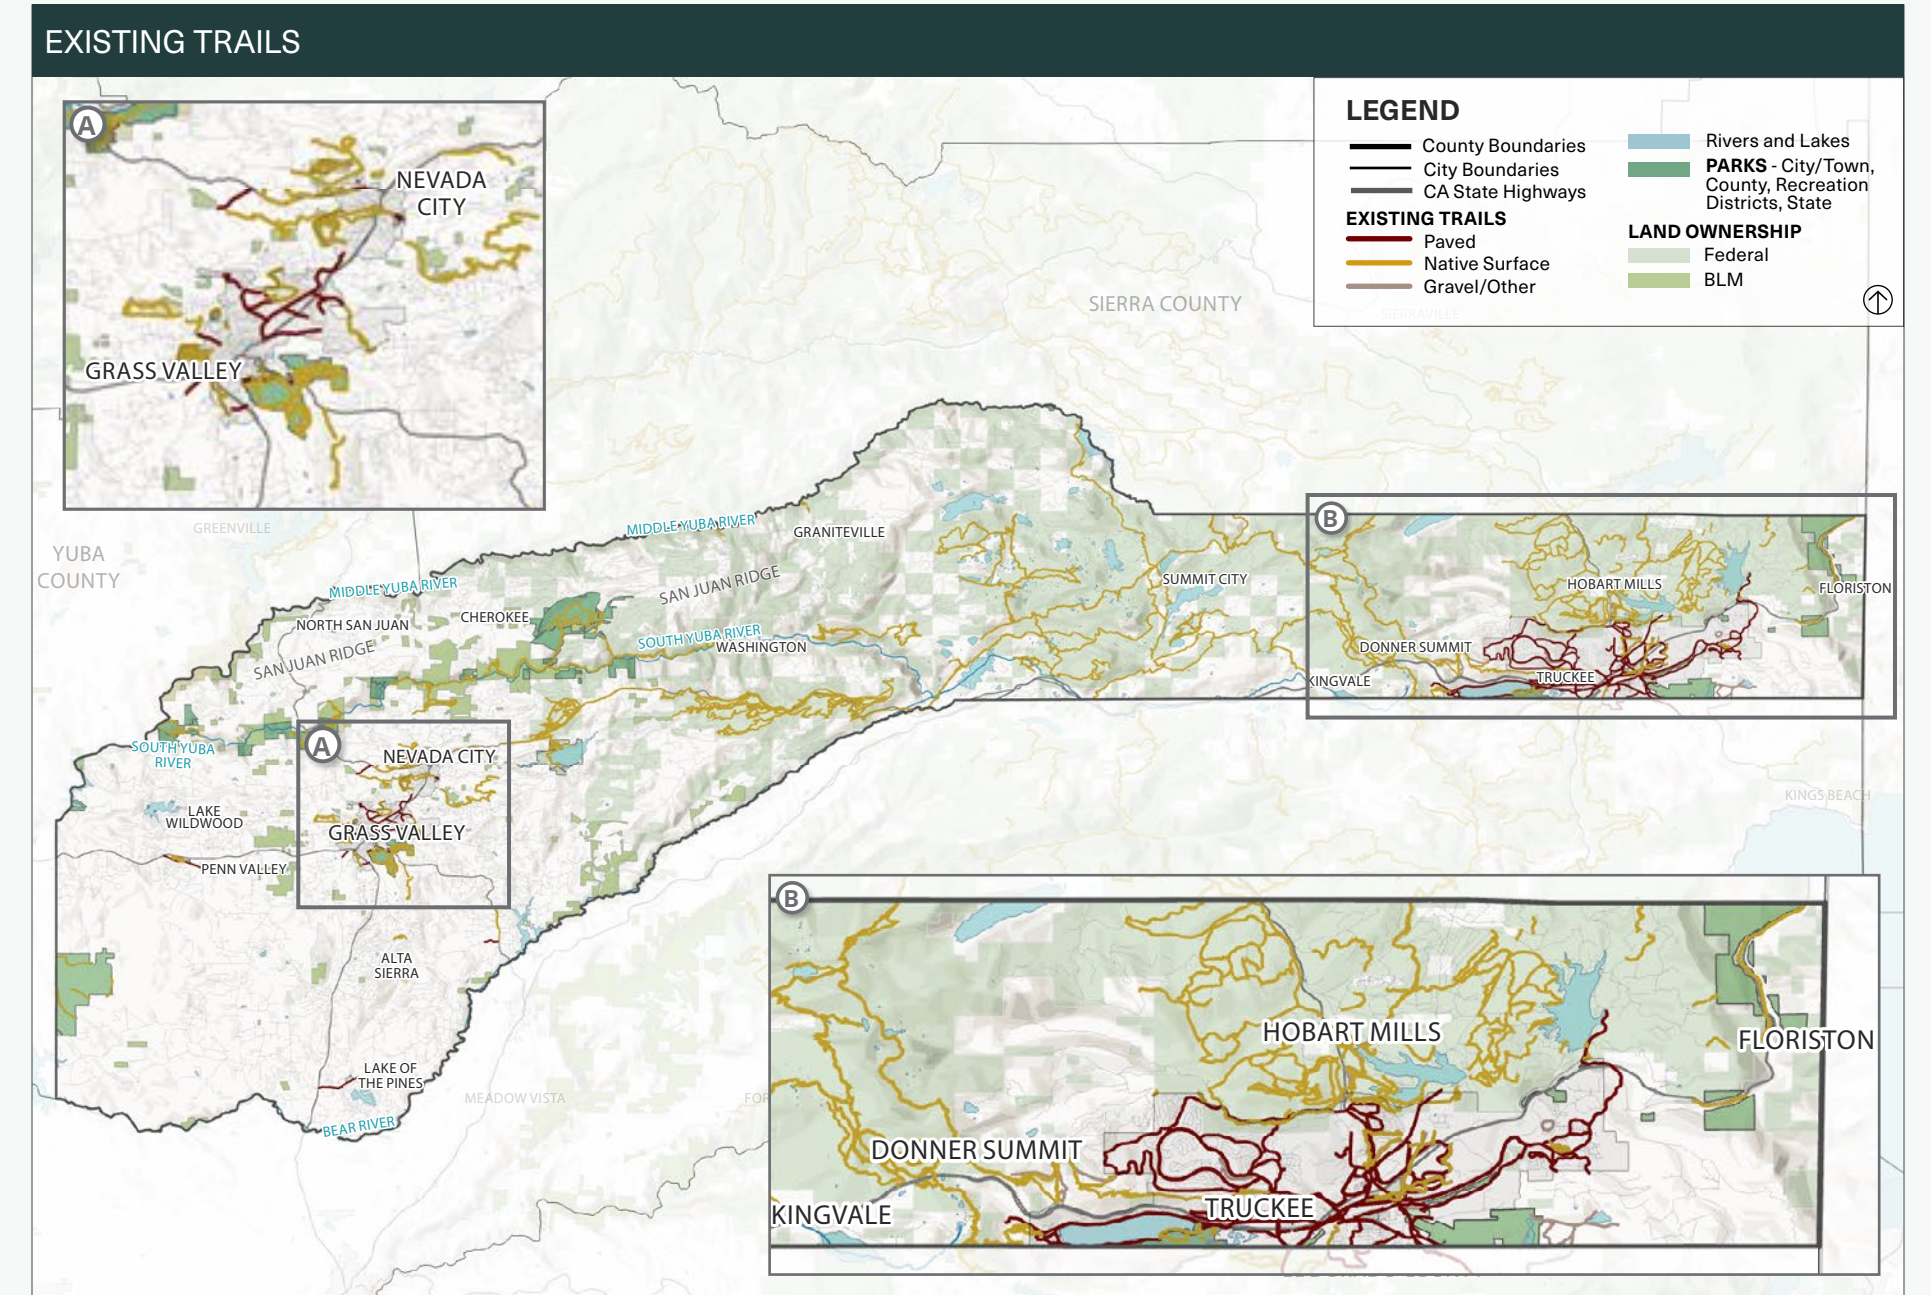 EXISTING TRAILS
A
NEVADA
CITY
GRASS VALLEY
LEGEND
County Boundaries
City Boundaries
CA State Highways
EXISTING TRAILS
Paved
Native Surface
Gravel/Other
Rivers and Lakes
PARKS - City/Town,
County, Recreation
Districts, State
LAND OWNERSHIP
Federal
BLM
SIERRAVILLE
SIERRA COUNTY
GREENVILLE
YUBA
COUNTY
MIDDLE YUBA RIVER
GRANITEVILLE
MIDDLE YUBA RIVER
SAN JUAN RIDGE
CHEROKEE
NORTH SAN JUAN
SAN JUAN RIDGE
SOUTH YUBA RIVER
WASHINGTON
SUMMIT CITY
B
HOBART MILLS
FLORISTON
DONNER SUMMIT
KINGVALE
TRUCKEE
SOUTH YUBA
RIVER
A
NEVADA CITY
LAKE
WILDWOOD
GRASS VALLEY
PENN VALLEY
KINGS BEACH
ALTA
SIERRA
LAKE OF
THE PINES
BEAR RIVER
MEADOW VISTA
B
HOBART MILLS
FLORISTON
DONNER SUMMIT
KINGVALE
TRUCKEE